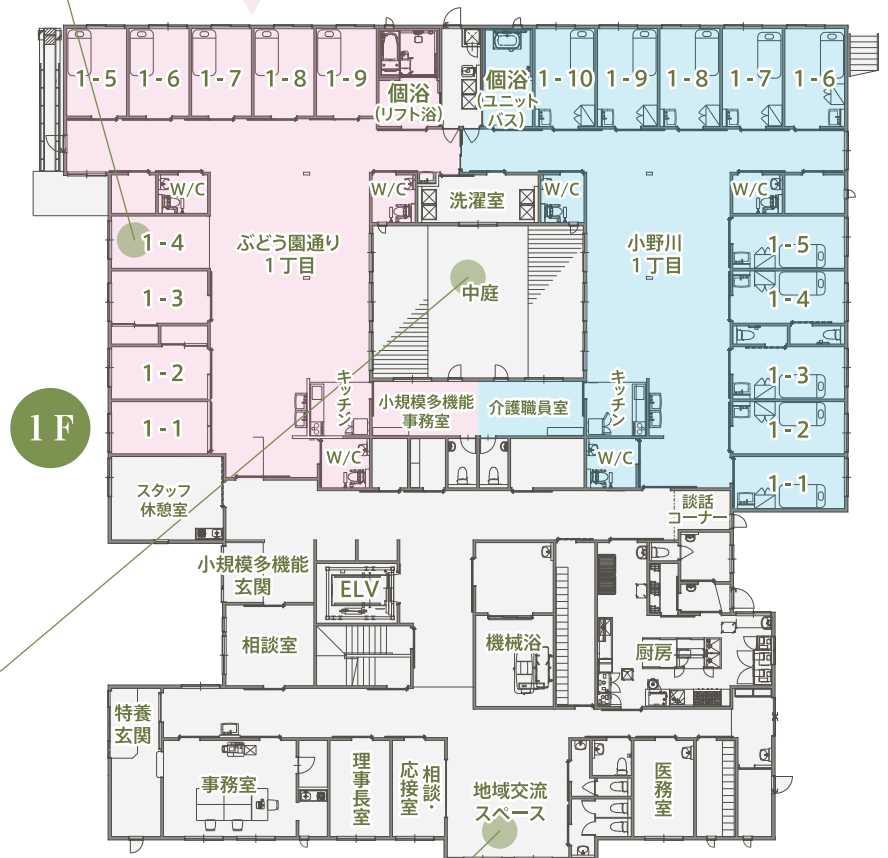 1-5
1-6
1-7
1-8
1-9
個浴
(リフト浴)
個浴
(ユニット
バス)
1-10
1-9
1-8
1-7
1-6
W/C
W/C
洗濯室
W/C
W/C
1-4
ぶどう園通り
1丁目
小野川
1丁目
1-5
1-3
中庭
1-4
1-2
キッチン
小規模多機能
事務室
介護職員室
キッチン
1-3
1F
1-1
1-2
W/C
W/C
1-1
スタッフ
休憩室
談話
コーナー
小規模多機能
玄関
ELV
相談室
機械浴
厨房
特養
玄関
事務室
理事長室
相談・
応接室
地域交流
スペース
医務室